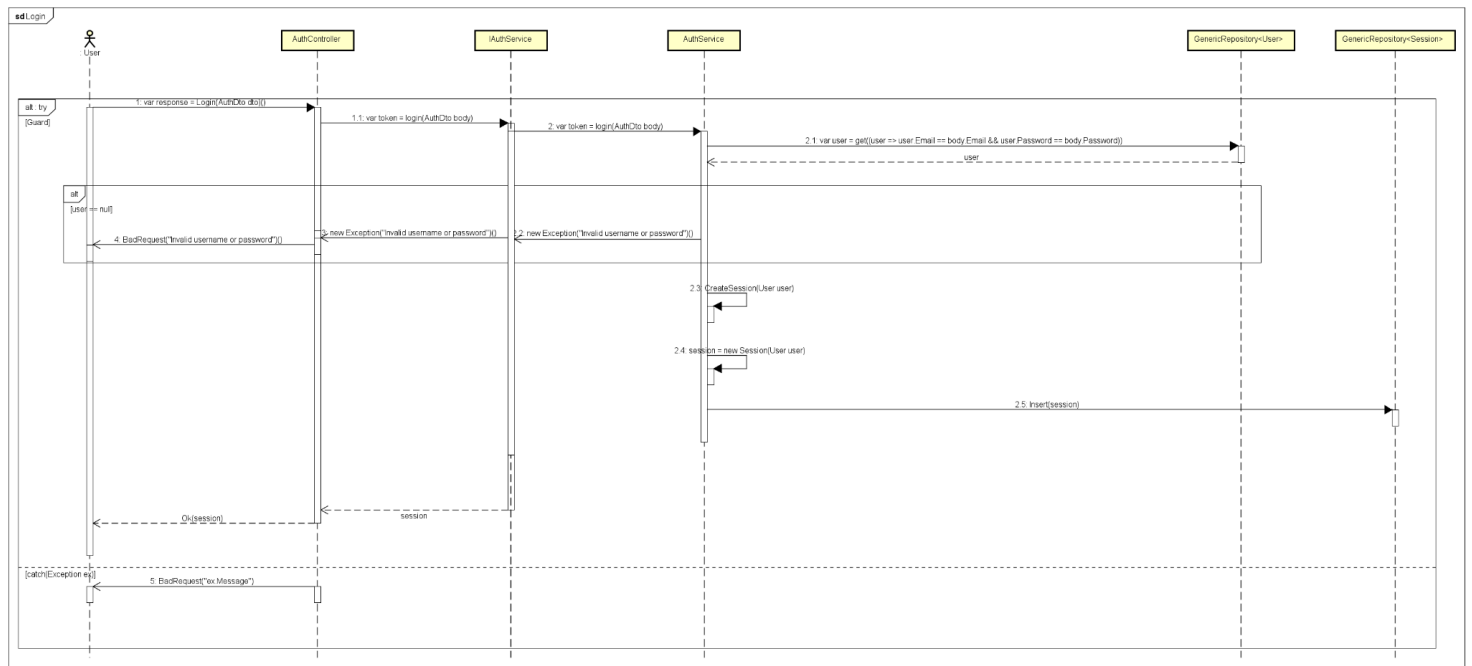 sd Login
: User
AuthController
IAuthService
AuthService
GenericRepository<User>
GenericRepository<Session>
alt : try
[Guard]
1: var response = Login(AuthDto dto)()
1.1: var token = login(AuthDto body)
2: var token = login(AuthDto body)
2.1: var user = get((user => user.Email == body.Email && user.Password == body.Password))
user
alt
[user == null]
4: BadRequest("Invalid username or password")()
3: new Exception("Invalid username or password")()
2.2: new Exception("Invalid username or password")()
2.3: CreateSession(User user)
2.4: session = new Session(User user)
2.5: Insert(session)
session
Ok(session)
[catch(Exception ex)]
5: BadRequest("ex.Message")